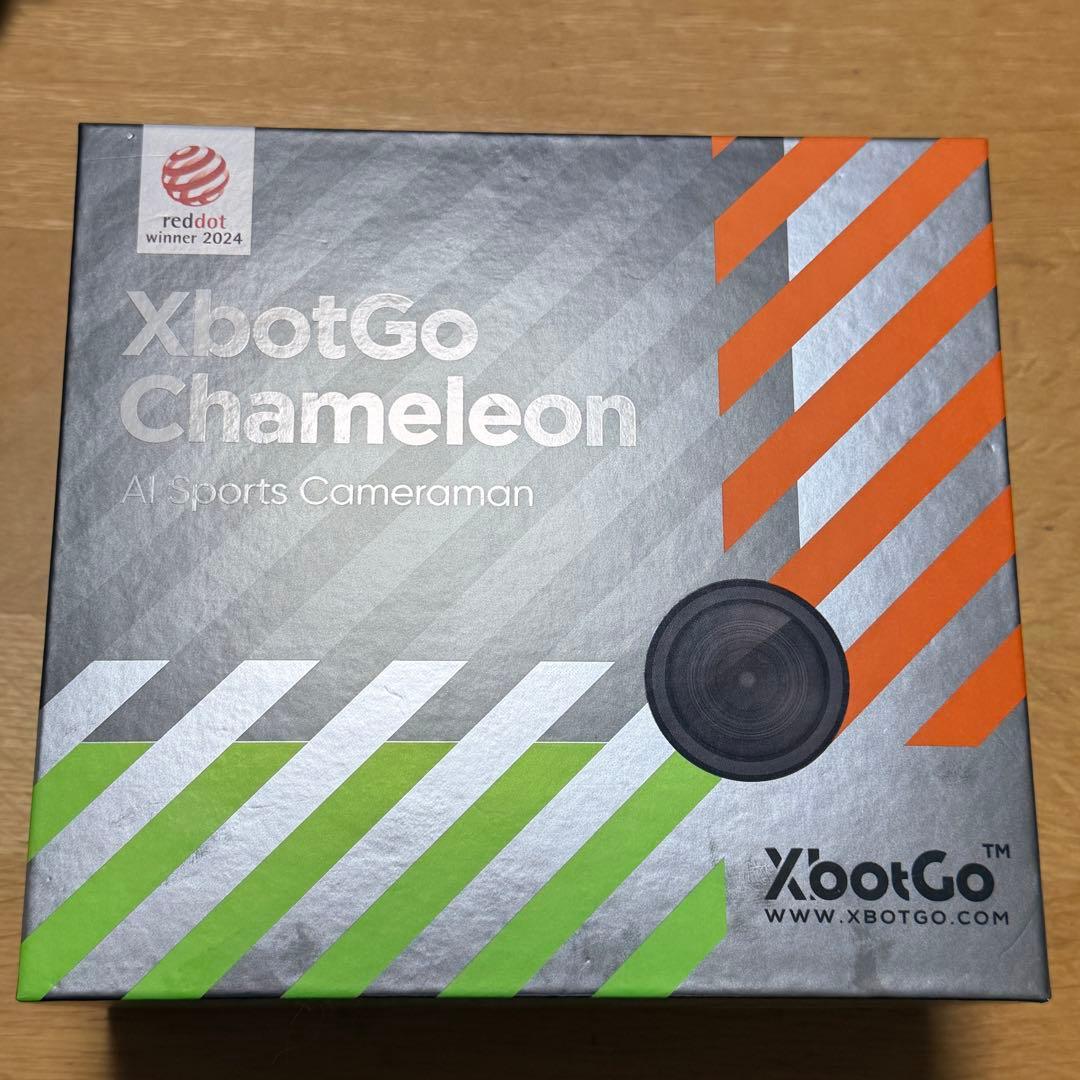 reddot
winner 2024
XbotGo
Chameleon
AI Sports Cameraman
XbotGo™
WWW.XBOTGO.COM